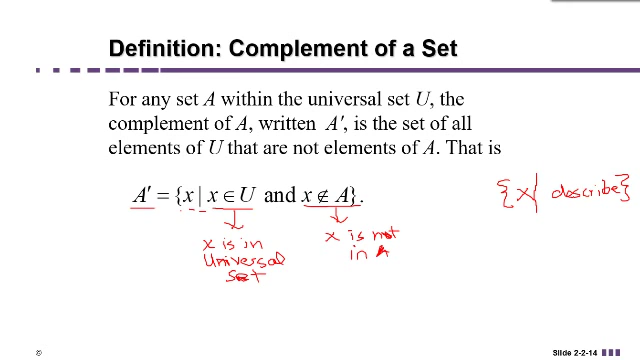 Definition: Complement of a Set
For any set A within the universal set U, the
complement of A, written A′, is the set of all
elements of U that are not elements of A. That is
A′ = {x | x ∈ U and x ∉ A}.
{x| describe}
x is in
Universal
set
x is not
in A
©
Slide 2-2-14